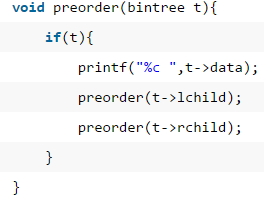 void preorder(bintree t){
    if(t){
        printf("%c ",t->data);
        preorder(t->lchild);
        preorder(t->rchild);
    }
}